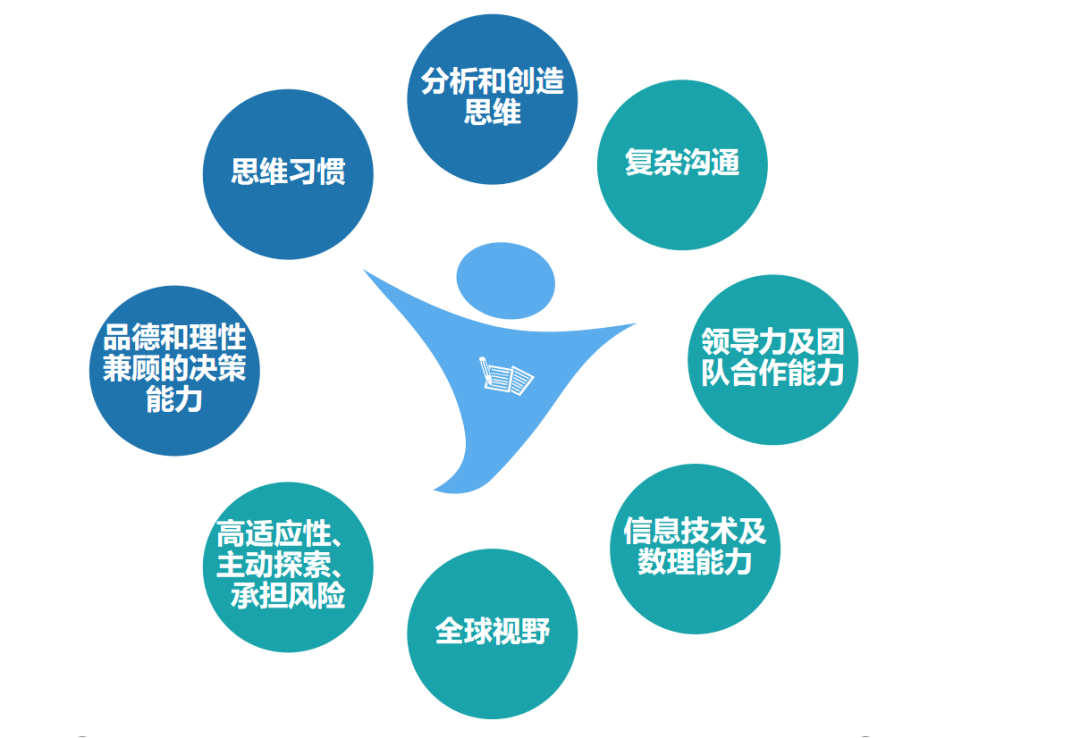 分析和创造
思维
复杂沟通
领导力及团
队合作能力
信息技术及
数理能力
全球视野
高适应性、
主动探索、
承担风险
品德和理性
兼顾的决策
能力
思维习惯